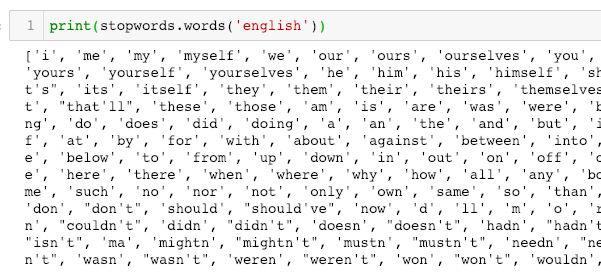 1 print(stopwords.words('english'))
['i', 'me', 'my', 'myself', 'we', 'our', 'ours', 'ourselves', 'you',
'yours', 'yourself', 'yourselves', 'he', 'him', 'his', 'himself', 'sh
t's", 'its', 'itself', 'they', 'them', 'their', 'theirs', 'themselves
t', "that'll", 'these', 'those', 'am', 'is', 'are', 'was', 'were', 'b
ng', 'do', 'does', 'did', 'doing', 'a', 'an', 'the', 'and', 'but', 'i
f', 'at', 'by', 'for', 'with', 'about', 'against', 'between', 'into',
e', 'below', 'to', 'from', 'up', 'down', 'in', 'out', 'on', 'off', 'o
e', 'here', 'there', 'when', 'where', 'why', 'how', 'all', 'any', 'bo
me', 'such', 'no', 'nor', 'not', 'only', 'own', 'same', 'so', 'than',
'don', "don't", 'should', "should've", 'now', 'd', 'll', 'm', 'o', 'r
n', "couldn't", 'didn', "didn't", 'doesn', "doesn't", 'hadn', "hadn't
"isn't", 'ma', 'mightn', "mightn't", 'mustn', "mustn't", 'needn', "ne
n't", 'wasn', "wasn't", 'weren', "weren't", 'won', "won't", 'wouldn',